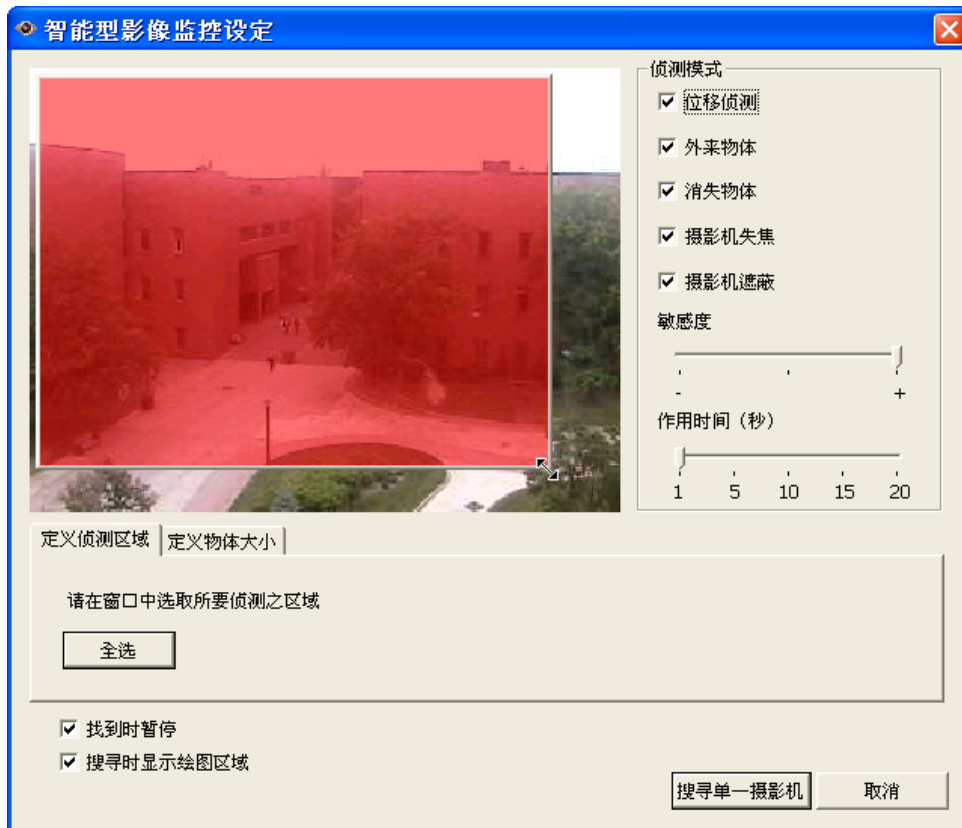 智能型影像监控设定
侦测模式
位移侦测
外来物体
消失物体
摄影机失焦
摄影机遮蔽
敏感度
- +
作用时间（秒）
1 5 10 15 20
定义侦测区域 定义物体大小
请在窗口中选取所要侦测之区域
全选
找到时暂停
搜寻时显示绘图区域
搜寻单一摄影机 取消